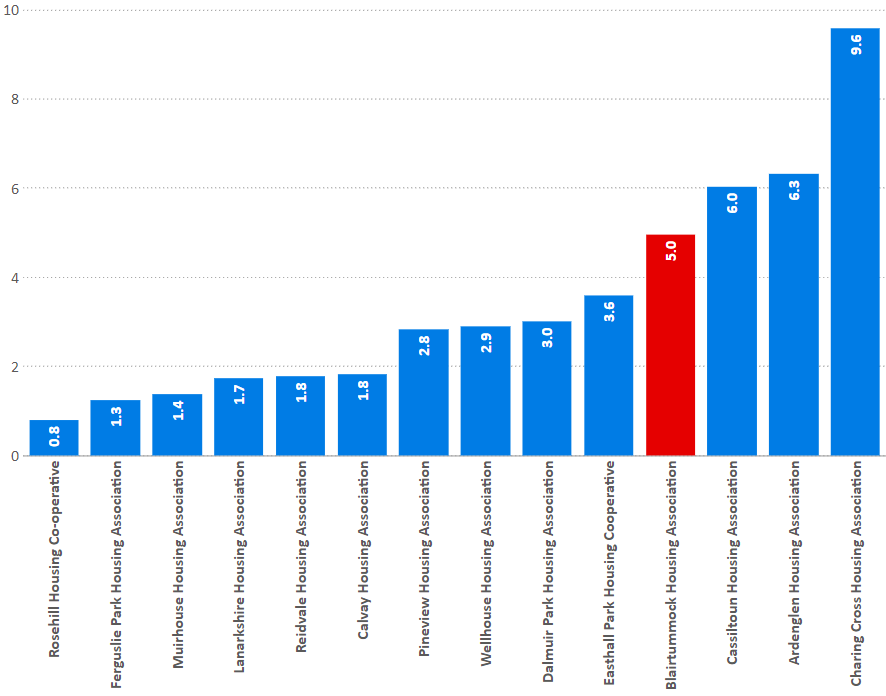 10
8
6
4
2
0
0.8
1.3
1.4
1.7
1.8
1.8
2.8
2.9
3.0
3.6
5.0
6.0
6.3
9.6
Rosehill Housing Co-operative
Ferguslie Park Housing Association
Muirhouse Housing Association
Lanarkshire Housing Association
Reidvale Housing Association
Calvay Housing Association
Pineview Housing Association
Wellhouse Housing Association
Dalmuir Park Housing Association
Easthall Park Housing Cooperative
Blairtummock Housing Association
Cassiltoun Housing Association
Ardenglen Housing Association
Charing Cross Housing Association